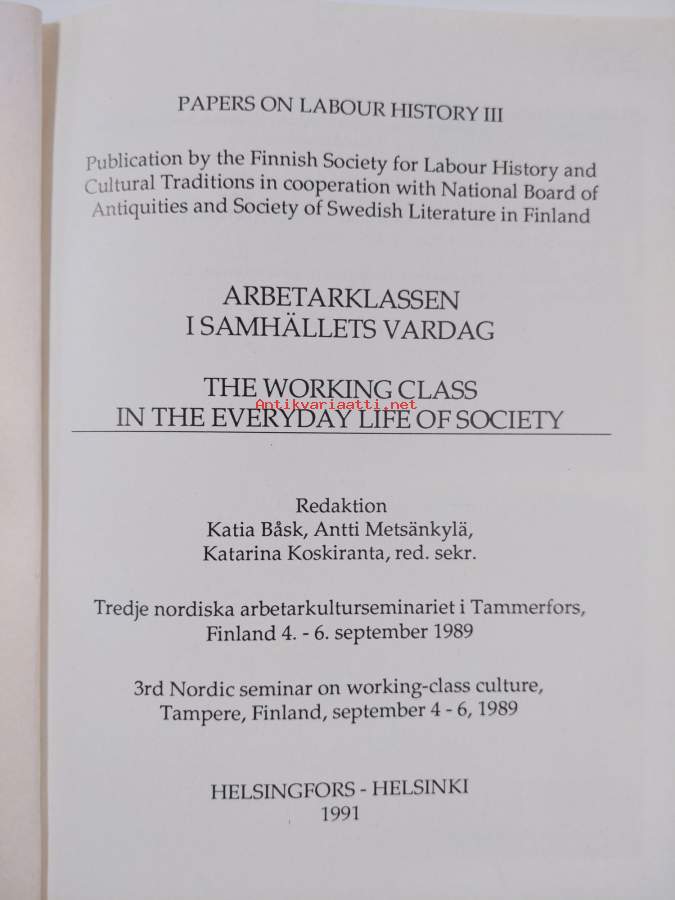 PAPERS ON LABOUR HISTORY III
Publication by the Finnish Society for Labour History and
Cultural Traditions in cooperation with National Board of
Antiquities and Society of Swedish Literature in Finland
ARBETARKLASSEN
I SAMHÄLLETS VARDAG
THE WORKING CLASS
Antikvariaatti.net
IN THE EVERYDAY LIFE OF SOCIETY
Redaktion
Katia Båsk, Antti Metsänkylä,
Katarina Koskiranta, red. sekr.
Tredje nordiska arbetarkulturseminariet i Tammerfors,
Finland 4. - 6. september 1989
3rd Nordic seminar on working-class culture,
Tampere, Finland, september 4 - 6, 1989
HELSINGFORS - HELSINKI
1991